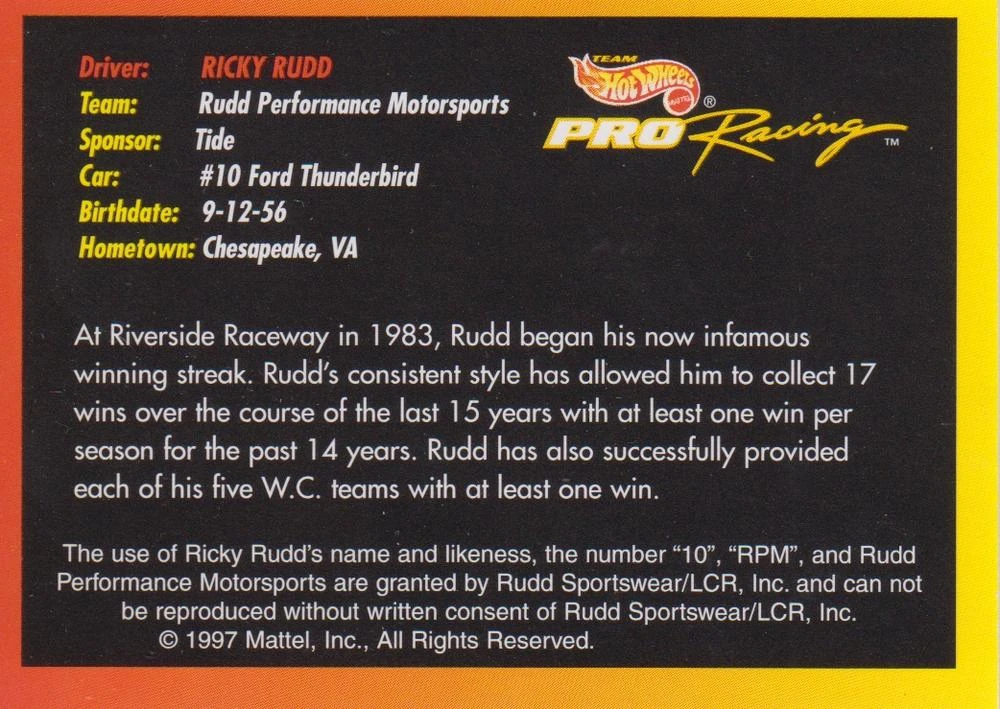 Driver: RICKY RUDD
Team: Rudd Performance Motorsports
Sponsor: Tide
Car: #10 Ford Thunderbird
Birthdate: 9-12-56
Hometown: Chesapeake, VA
TEAM
HOT WHEELS
MATTEL ®
PRO Racing ™
At Riverside Raceway in 1983, Rudd began his now infamous
winning streak. Rudd's consistent style has allowed him to collect 17
wins over the course of the last 15 years with at least one win per
season for the past 14 years. Rudd has also successfully provided
each of his five W.C. teams with at least one win.
The use of Ricky Rudd's name and likeness, the number “10”, “RPM”, and Rudd
Performance Motorsports are granted by Rudd Sportswear/LCR, Inc. and can not
be reproduced without written consent of Rudd Sportswear/LCR, Inc.
© 1997 Mattel, Inc., All Rights Reserved.